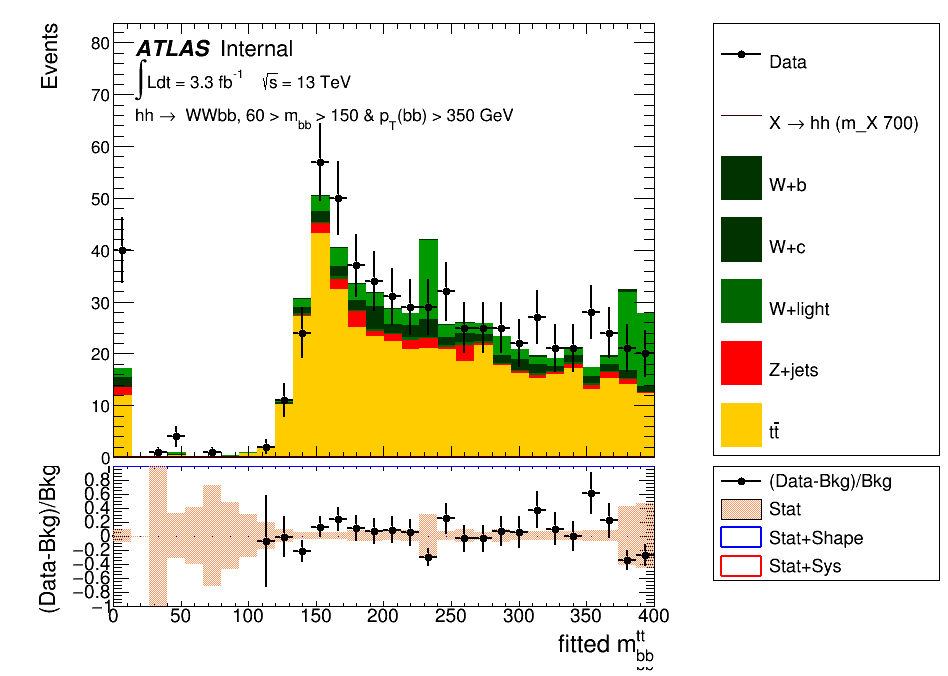 Events
80
70
60
50
40
30
20
10
0
ATLAS Internal
∫Ldt = 3.3 fb⁻¹ √s = 13 TeV
hh → WWbb, 60 > m_bb > 150 & p_T(bb) > 350 GeV
Data
X → hh (m_X 700)
W+b
W+c
W+light
Z+jets
tt̄
(Data-Bkg)/Bkg
0.8
0.6
0.4
0.2
0
−0.2
−0.4
−0.6
−0.8
−1
0 50 100 150 200 250 300 350 400
fitted m_bb^tt
(Data-Bkg)/Bkg
Stat
Stat+Shape
Stat+Sys